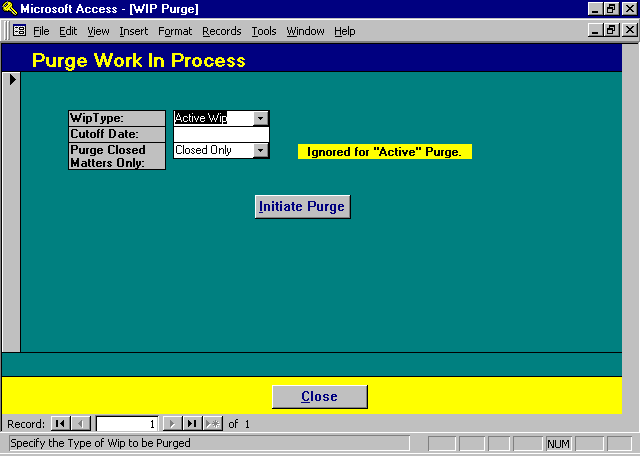 Microsoft Access - [WIP Purge]
File Edit View Insert Format Records Tools Window Help
Purge Work In Process
WipType: Active Wip
Cutoff Date:
Purge Closed Matters Only: Closed Only
Ignored for "Active" Purge.
Initiate Purge
Close
Record: 1 of 1
Specify the Type of Wip to be Purged
NUM